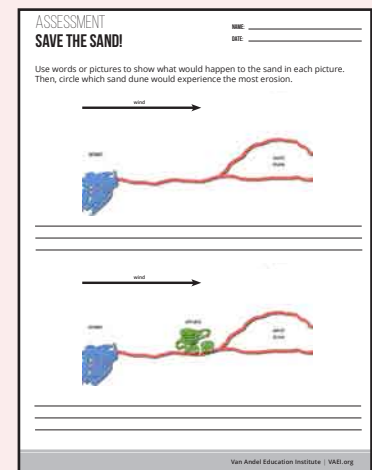 ASSESSMENT
SAVE THE SAND!
NAME:
DATE:
Use words or pictures to show what would happen to the sand in each picture.
Then, circle which sand dune would experience the most erosion.
wind
wind
Van Andel Education Institute | VAEI.org